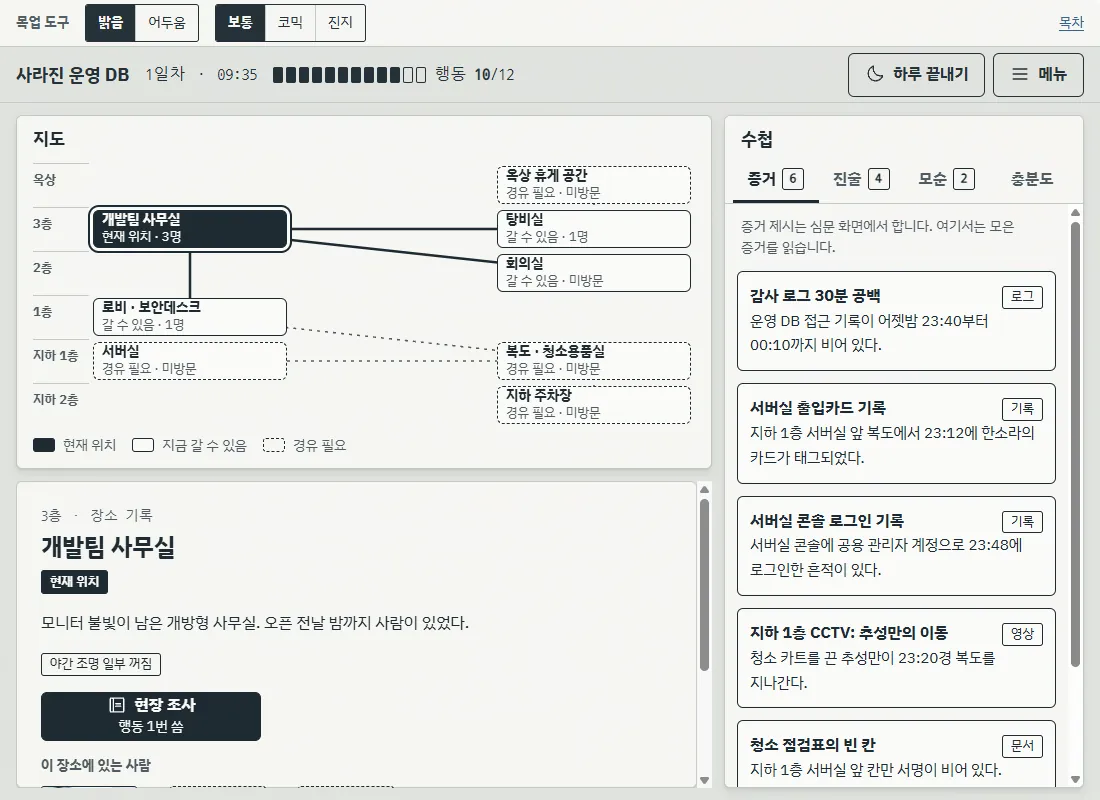 목업 도구 밝음 어두움 보통 코믹 진지 목차
사라진 운영 DB 1일차 · 09:35 행동 10/12 하루 끝내기 메뉴
지도
옥상
3층
2층
1층
지하 1층
지하 2층
옥상 휴게 공간
경유 필요 · 미방문
개발팀 사무실
현재 위치 · 3명
탕비실
갈 수 있음 · 1명
회의실
갈 수 있음 · 미방문
로비 · 보안데스크
갈 수 있음 · 1명
서버실
경유 필요 · 미방문
복도 · 청소용품실
경유 필요 · 미방문
지하 주차장
경유 필요 · 미방문
현재 위치 지금 갈 수 있음 경유 필요
3층 · 장소 기록
개발팀 사무실
현재 위치
모니터 불빛이 남은 개방형 사무실. 오픈 전날 밤까지 사람이 있었다.
야간 조명 일부 꺼짐
현장 조사
행동 1번 씀
이 장소에 있는 사람
수첩
증거 6 진술 4 모순 2 충분도
증거 제시는 심문 화면에서 합니다. 여기서는 모은
증거를 읽습니다.
감사 로그 30분 공백 로그
운영 DB 접근 기록이 어젯밤 23:40부터
00:10까지 비어 있다.
서버실 출입카드 기록 기록
지하 1층 서버실 앞 복도에서 23:12에 한소라의
카드가 태그되었다.
서버실 콘솔 로그인 기록 기록
서버실 콘솔에 공용 관리자 계정으로 23:48에
로그인한 흔적이 있다.
지하 1층 CCTV: 추성만의 이동 영상
청소 카트를 끈 추성만이 23:20경 복도를
지나간다.
청소 점검표의 빈 칸 문서
지하 1층 서버실 앞 칸만 서명이 비어 있다.